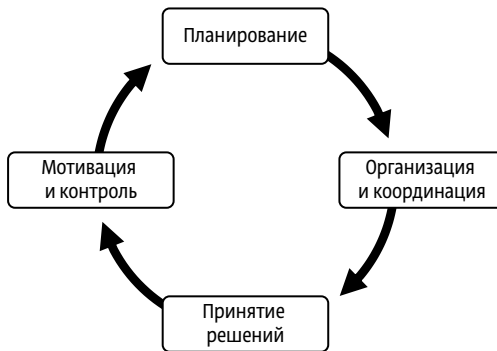 Планирование
Организация
и координация
Принятие
решений
Мотивация
и контроль